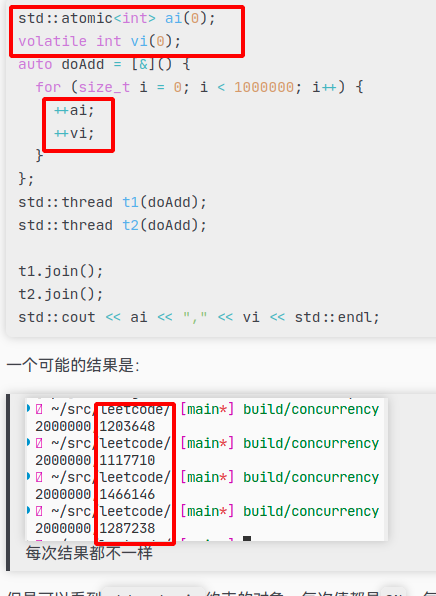 std::atomic<int> ai(0);
volatile int vi(0);
auto doAdd = [&]() {
for (size_t i = 0; i < 1000000; i++) {
++ai;
++vi;
}
};
std::thread t1(doAdd);
std::thread t2(doAdd);
t1.join();
t2.join();
std::cout << ai << "," << vi << std::endl;
一个可能的结果是:
~/src/leetcode/ [main*] build/concurrency
2000000,1203648
~/src/leetcode/ [main*] build/concurrency
2000000,1117710
~/src/leetcode/ [main*] build/concurrency
2000000,1466146
~/src/leetcode/ [main*] build/concurrency
2000000,1287238
每次结果都不一样